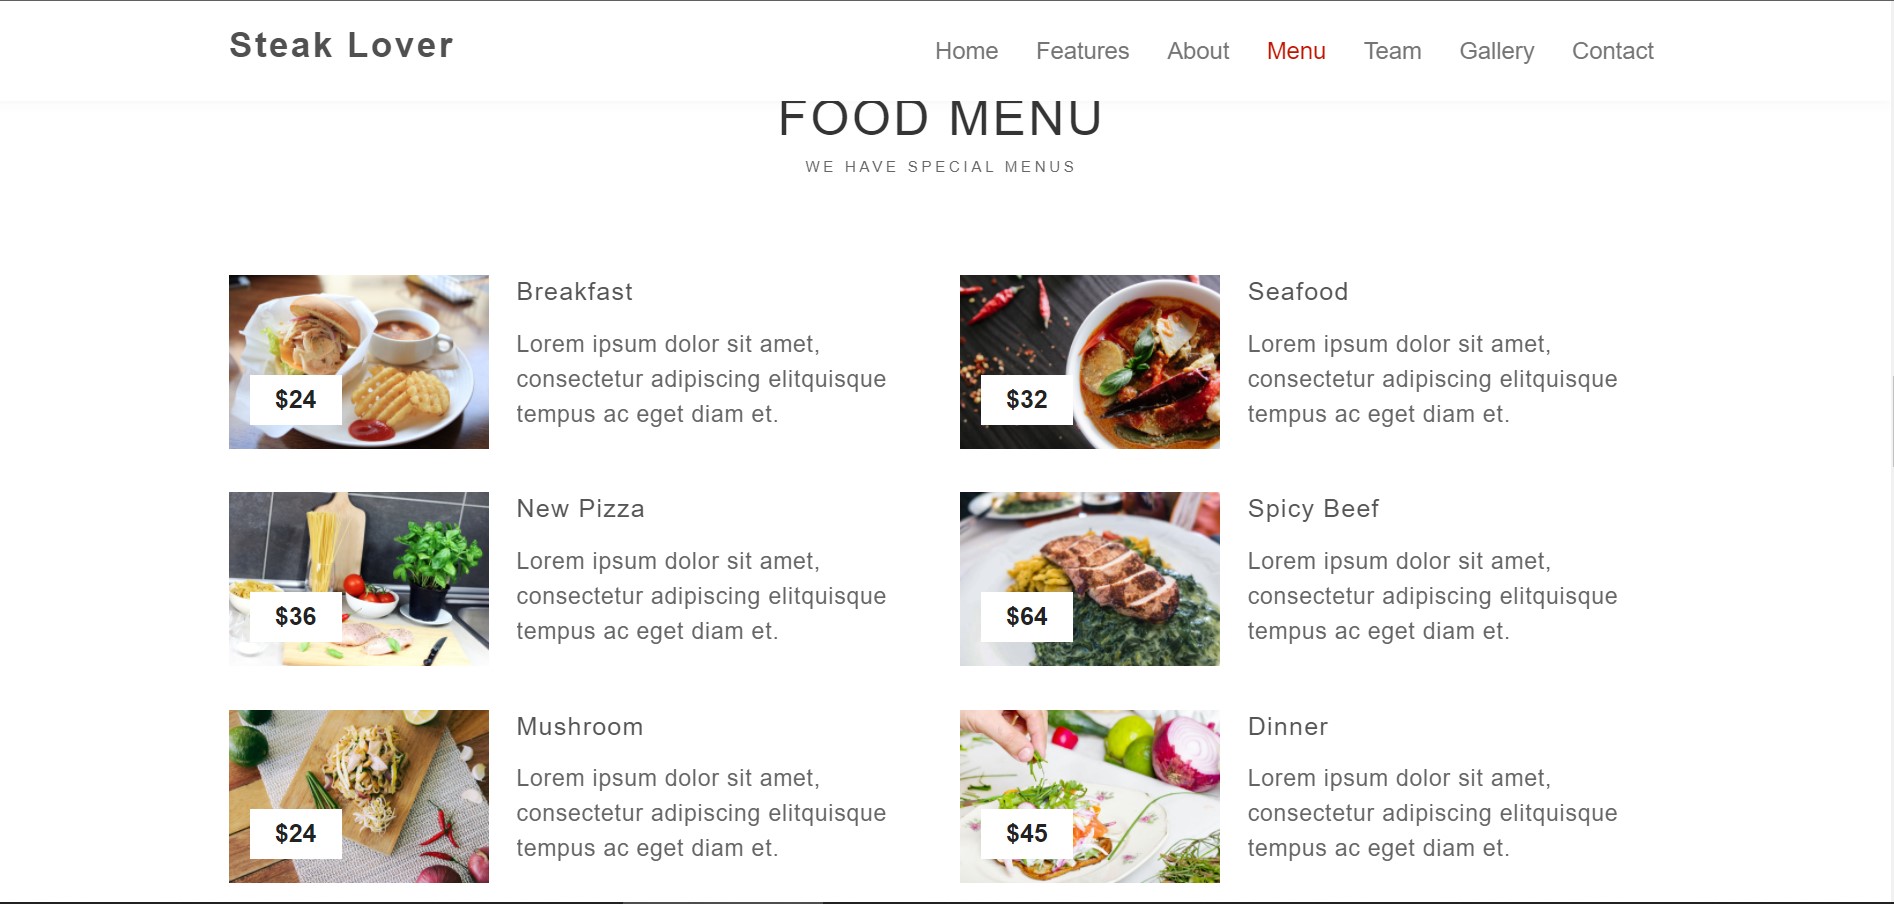 Steak Lover
Home Features About Menu Team Gallery Contact
FOOD MENU
WE HAVE SPECIAL MENUS
$24
Breakfast
Lorem ipsum dolor sit amet,
consectetur adipiscing elitquisque
tempus ac eget diam et.
$32
Seafood
Lorem ipsum dolor sit amet,
consectetur adipiscing elitquisque
tempus ac eget diam et.
$36
New Pizza
Lorem ipsum dolor sit amet,
consectetur adipiscing elitquisque
tempus ac eget diam et.
$64
Spicy Beef
Lorem ipsum dolor sit amet,
consectetur adipiscing elitquisque
tempus ac eget diam et.
$24
Mushroom
Lorem ipsum dolor sit amet,
consectetur adipiscing elitquisque
tempus ac eget diam et.
$45
Dinner
Lorem ipsum dolor sit amet,
consectetur adipiscing elitquisque
tempus ac eget diam et.